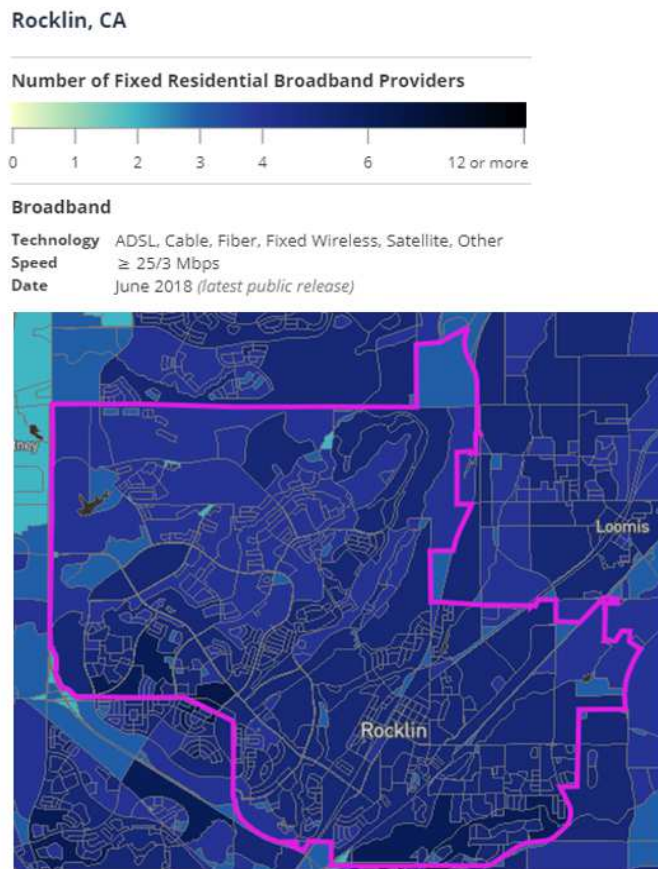 Rocklin, CA
Number of Fixed Residential Broadband Providers
0 1 2 3 4 6 12 or more
Broadband
Technology ADSL, Cable, Fiber, Fixed Wireless, Satellite, Other
Speed ≥ 25/3 Mbps
Date June 2018 (latest public release)
tney
Loomis
Rocklin